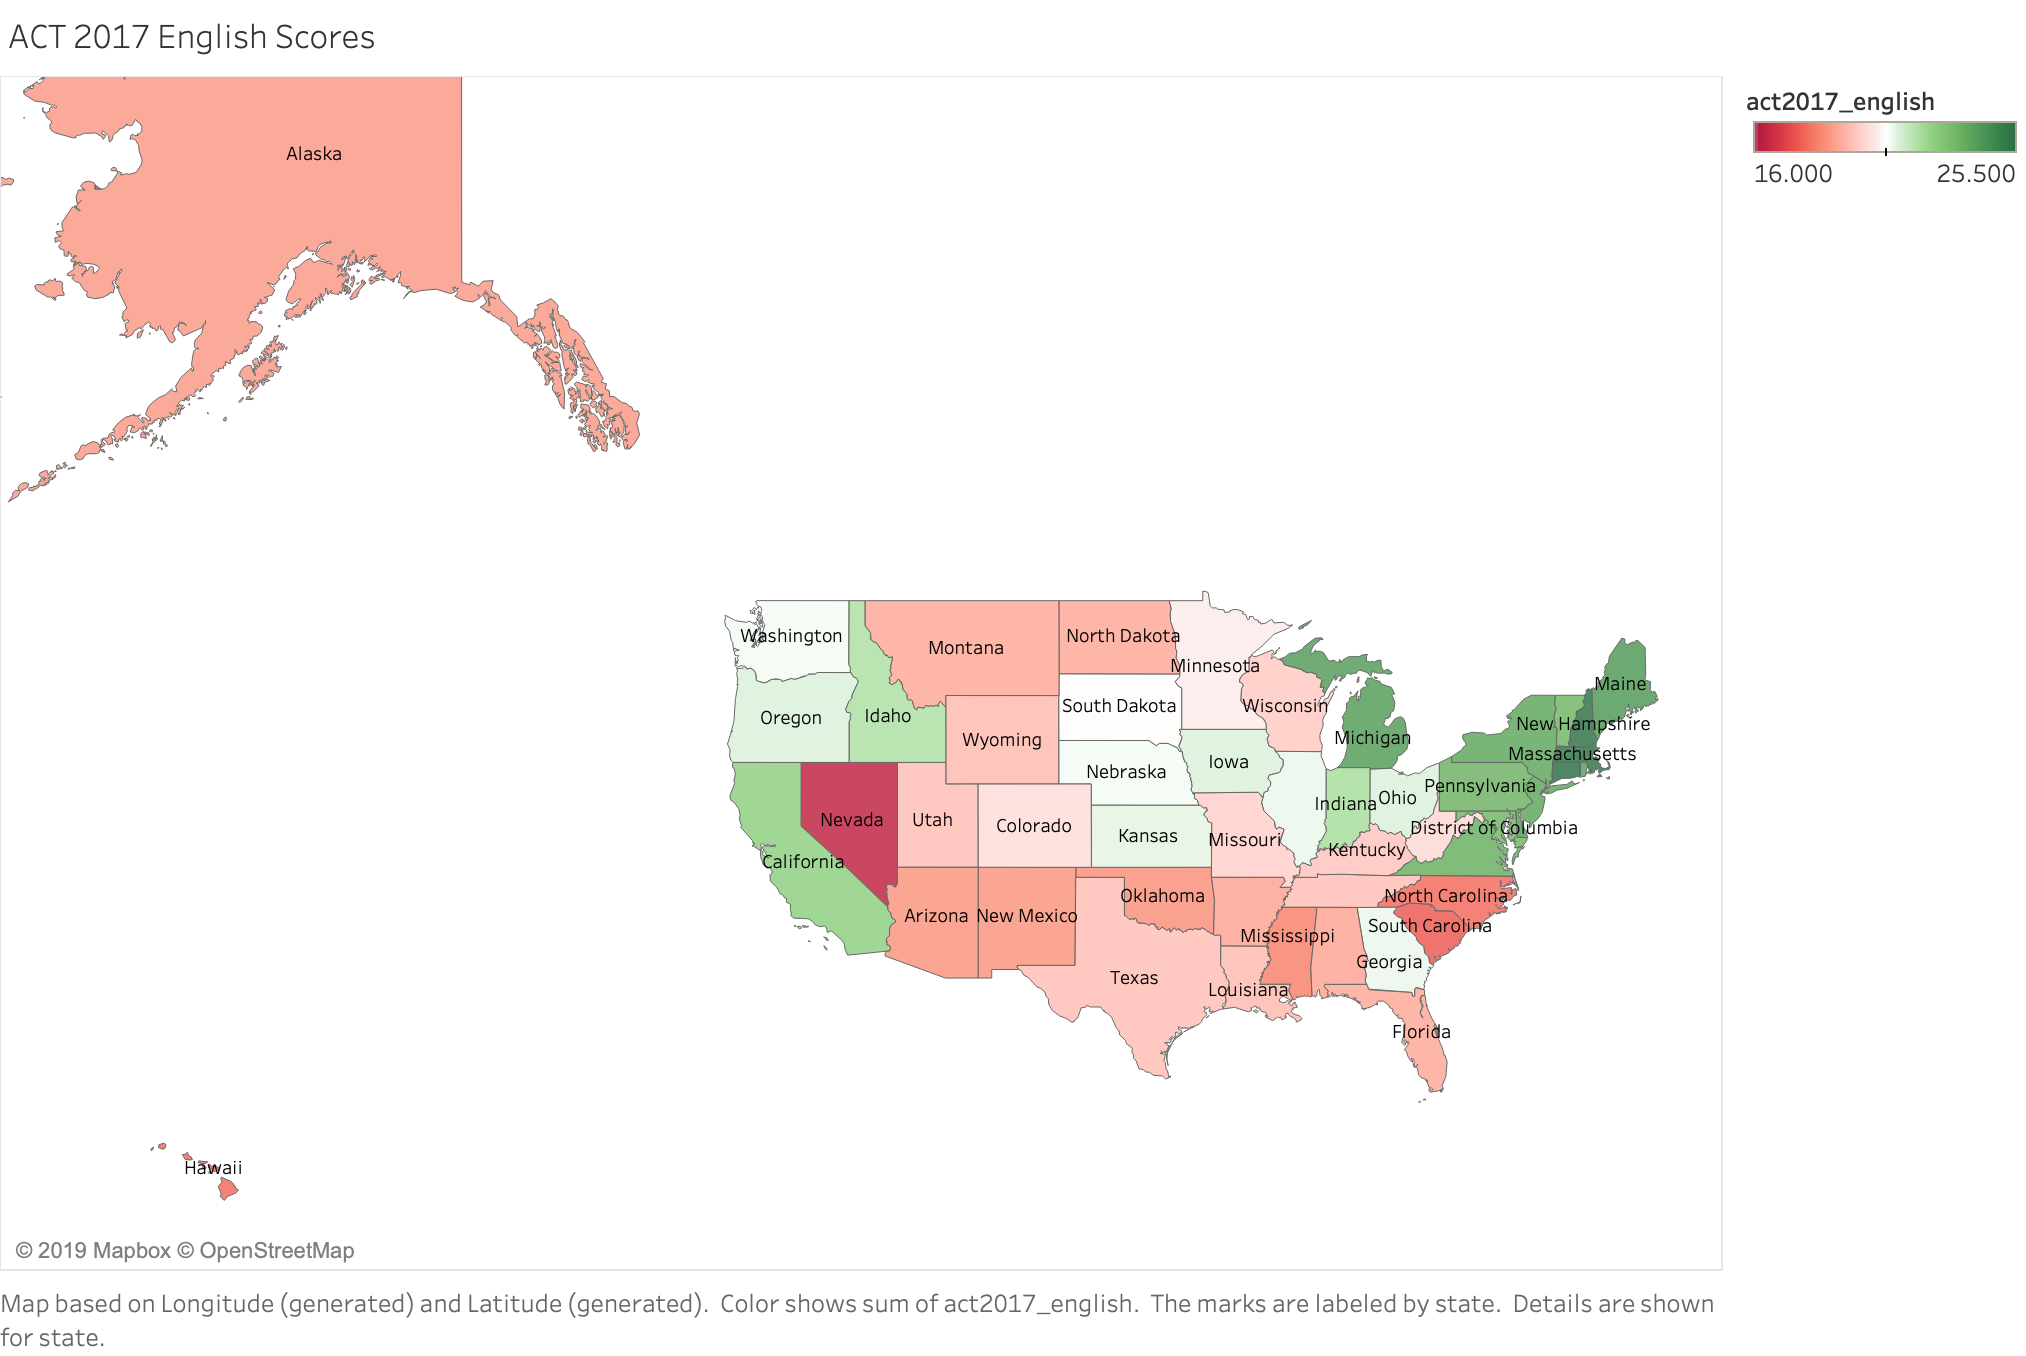 ACT 2017 English Scores
act2017_english
16.000 25.500
Alaska
Washington
Montana
North Dakota
Minnesota
Maine
Oregon
Idaho
South Dakota
Wisconsin
New Hampshire
Wyoming
Michigan
Massachusetts
Nebraska
Iowa
Pennsylvania
Nevada
Utah
Colorado
Kansas
Missouri
Indiana
Ohio
District of Columbia
California
Kentucky
Arizona
New Mexico
Oklahoma
North Carolina
Mississippi
South Carolina
Texas
Louisiana
Georgia
Florida
Hawaii
© 2019 Mapbox © OpenStreetMap
Map based on Longitude (generated) and Latitude (generated). Color shows sum of act2017_english. The marks are labeled by state. Details are shown
for state.